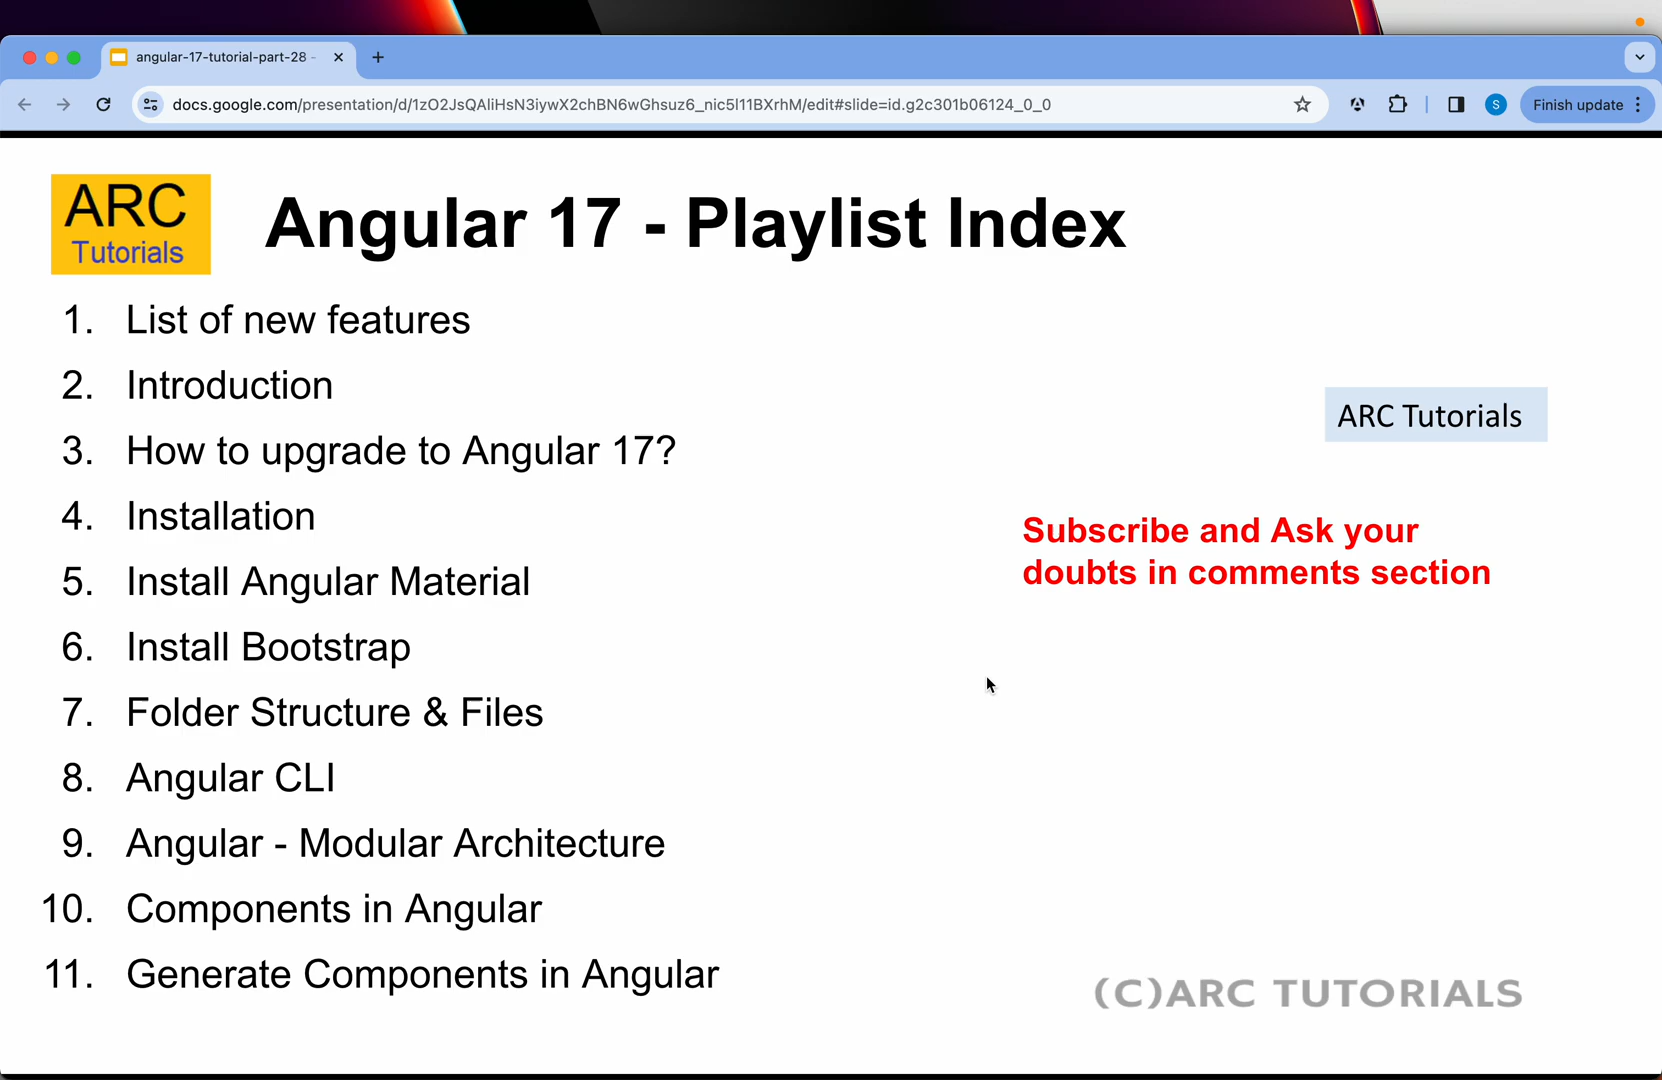 angular-17-tutorial-part-28 -
docs.google.com/presentation/d/1zO2JsQAliHsN3iywX2chBN6wGhsuz6_nic5l11BXrhM/edit#slide=id.g2c301b06124_0_0
S
Finish update
ARC
Tutorials
Angular 17 - Playlist Index
1. List of new features
2. Introduction
3. How to upgrade to Angular 17?
4. Installation
5. Install Angular Material
6. Install Bootstrap
7. Folder Structure & Files
8. Angular CLI
9. Angular - Modular Architecture
10. Components in Angular
11. Generate Components in Angular
ARC Tutorials
Subscribe and Ask your
doubts in comments section
(C)ARC TUTORIALS